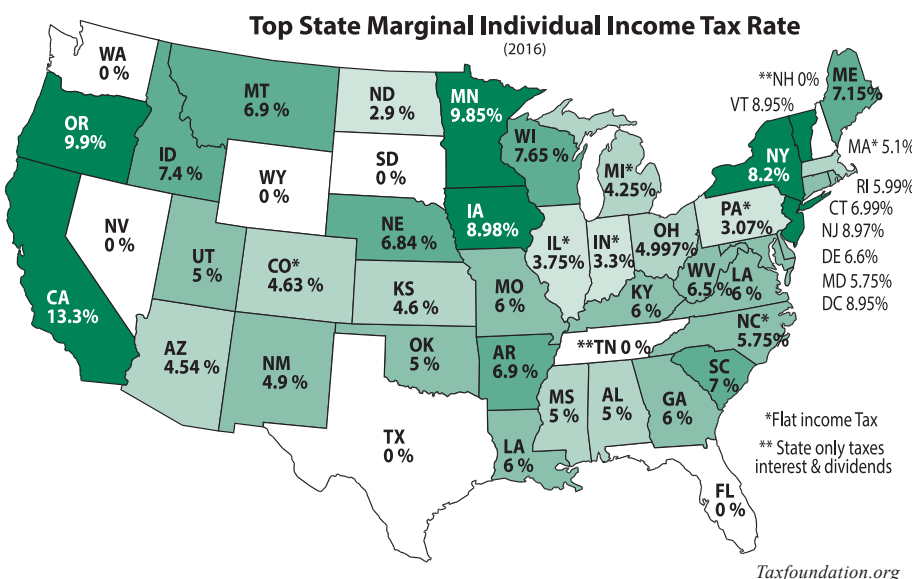 Top State Marginal Individual Income Tax Rate
(2016)
WA
0 %
OR
9.9%
CA
13.3%
NV
0 %
ID
7.4 %
MT
6.9 %
WY
0 %
UT
5 %
AZ
4.54 %
CO*
4.63 %
NM
4.9 %
ND
2.9 %
SD
0 %
NE
6.84 %
KS
4.6 %
OK
5 %
TX
0 %
MN
9.85%
IA
8.98%
MO
6 %
AR
6.9 %
LA
6 %
WI
7.65 %
IL*
3.75%
MI*
4.25%
IN*
3.3%
OH
4.997%
KY
6 %
**TN 0 %
MS
5 %
AL
5 %
GA
6 %
FL
0 %
SC
7 %
NC*
5.75%
WV
6.5 %
LA
6 %
PA*
3.07%
NY
8.2%
ME
7.15%
**NH 0%
VT 8.95%
MA* 5.1%
RI 5.99%
CT 6.99%
NJ 8.97%
DE 6.6%
MD 5.75%
DC 8.95%
*Flat income Tax
** State only taxes
interest & dividends
Taxfoundation.org